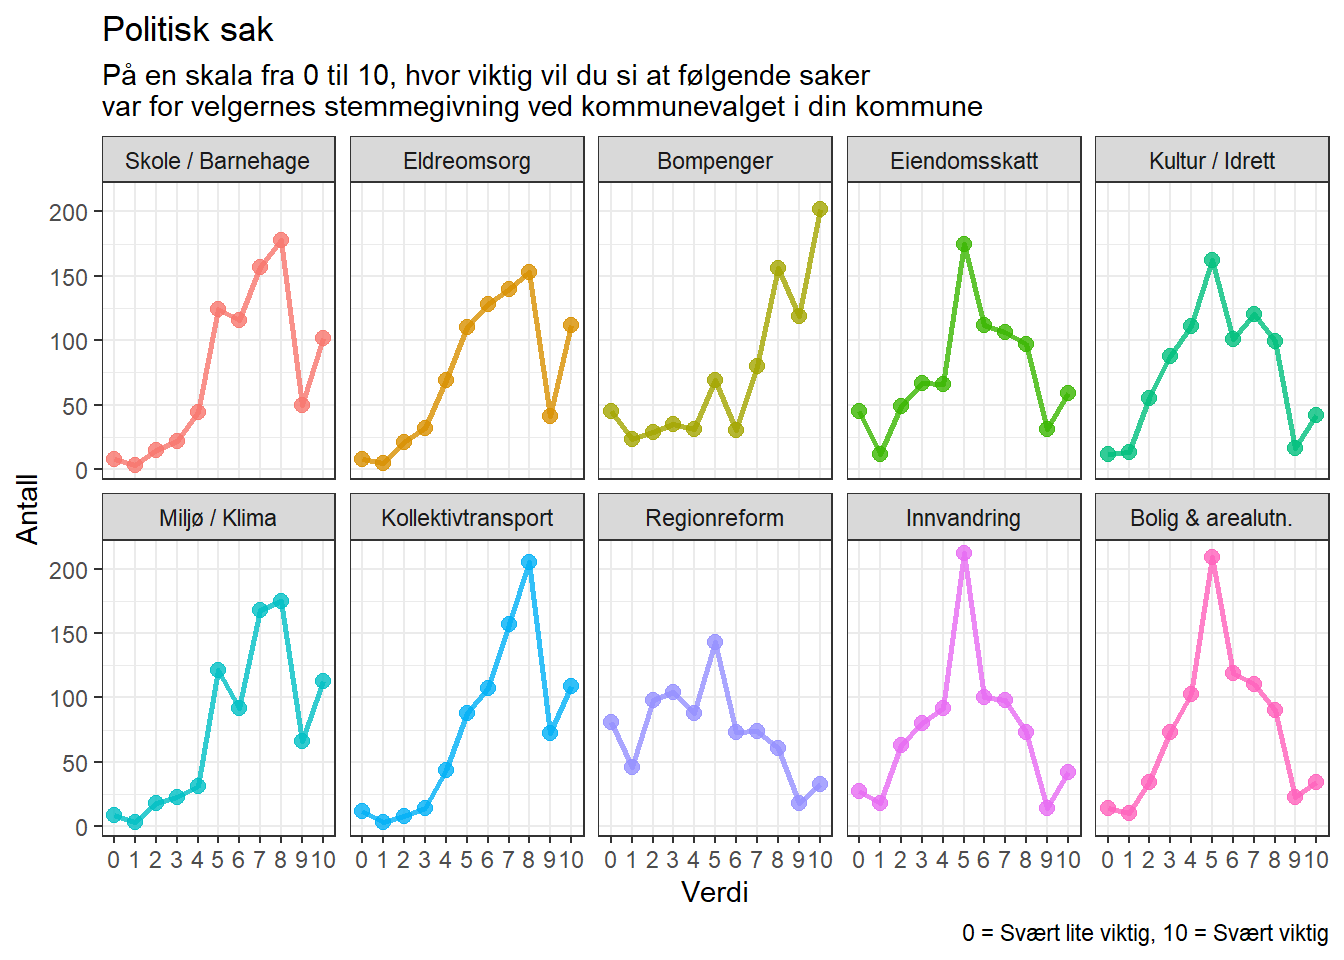 Politisk sak
På en skala fra 0 til 10, hvor viktig vil du si at følgende saker
var for velgernes stemmegivning ved kommunevalget i din kommune
Skole / Barnehage Eldreomsorg Bompenger Eiendomsskatt Kultur / Idrett
200
150
100
50
0
Antall
Miljø / Klima Kollektivtransport Regionreform Innvandring Bolig & arealutn.
200
150
100
50
0
0 1 2 3 4 5 6 7 8 9 10 0 1 2 3 4 5 6 7 8 9 10 0 1 2 3 4 5 6 7 8 9 10 0 1 2 3 4 5 6 7 8 9 10 0 1 2 3 4 5 6 7 8 9 10
Verdi
0 = Svært lite viktig, 10 = Svært viktig